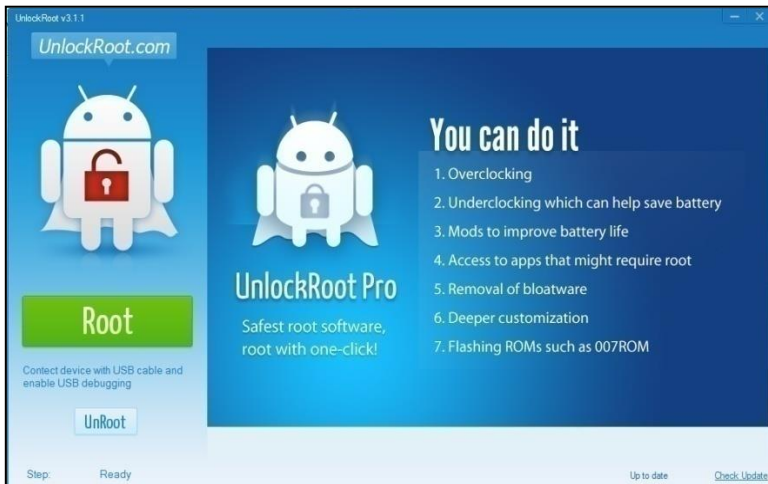 UnlockRoot v3.1.1
UnlockRoot.com
Root
Contect device with USB cable and
enable USB debugging
UnRoot
Step: Ready
UnlockRoot Pro
Safest root software,
root with one-click!
You can do it
1. Overclocking
2. Underclocking which can help save battery
3. Mods to improve battery life
4. Access to apps that might require root
5. Removal of bloatware
6. Deeper customization
7. Flashing ROMs such as 007ROM
Up to date Check Update